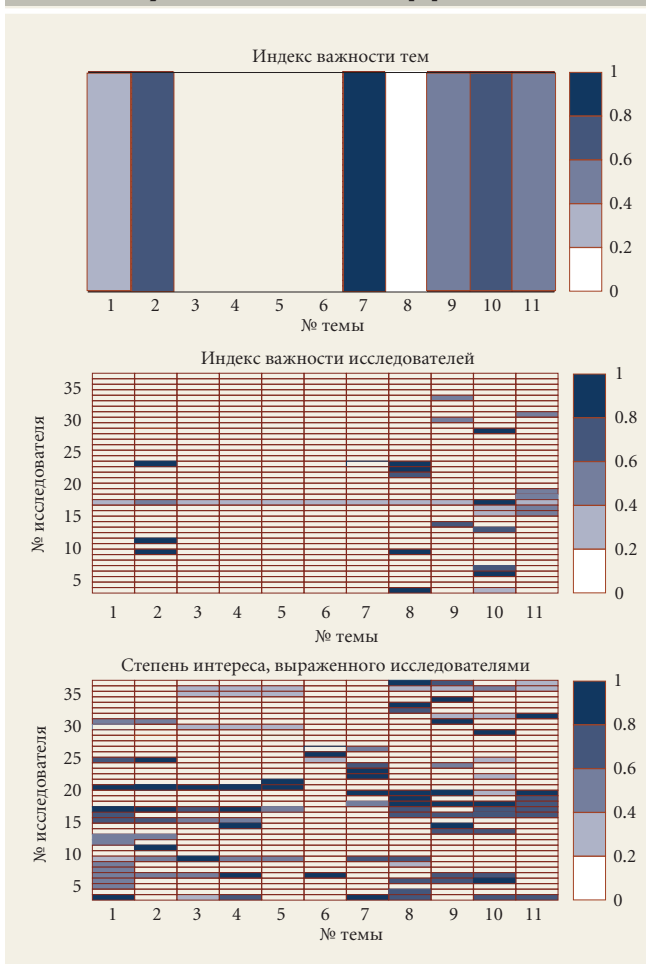 Индекс важности тем
1
0.8
0.6
0.4
0.2
0
1 2 3 4 5 6 7 8 9 10 11
№ темы
Индекс важности исследователей
№ исследователя
35
30
25
20
15
10
5
1
0.8
0.6
0.4
0.2
0
1 2 3 4 5 6 7 8 9 10 11
№ темы
Степень интереса, выраженного исследователями
№ исследователя
35
30
25
20
15
10
5
1
0.8
0.6
0.4
0.2
0
1 2 3 4 5 6 7 8 9 10 11
№ темы